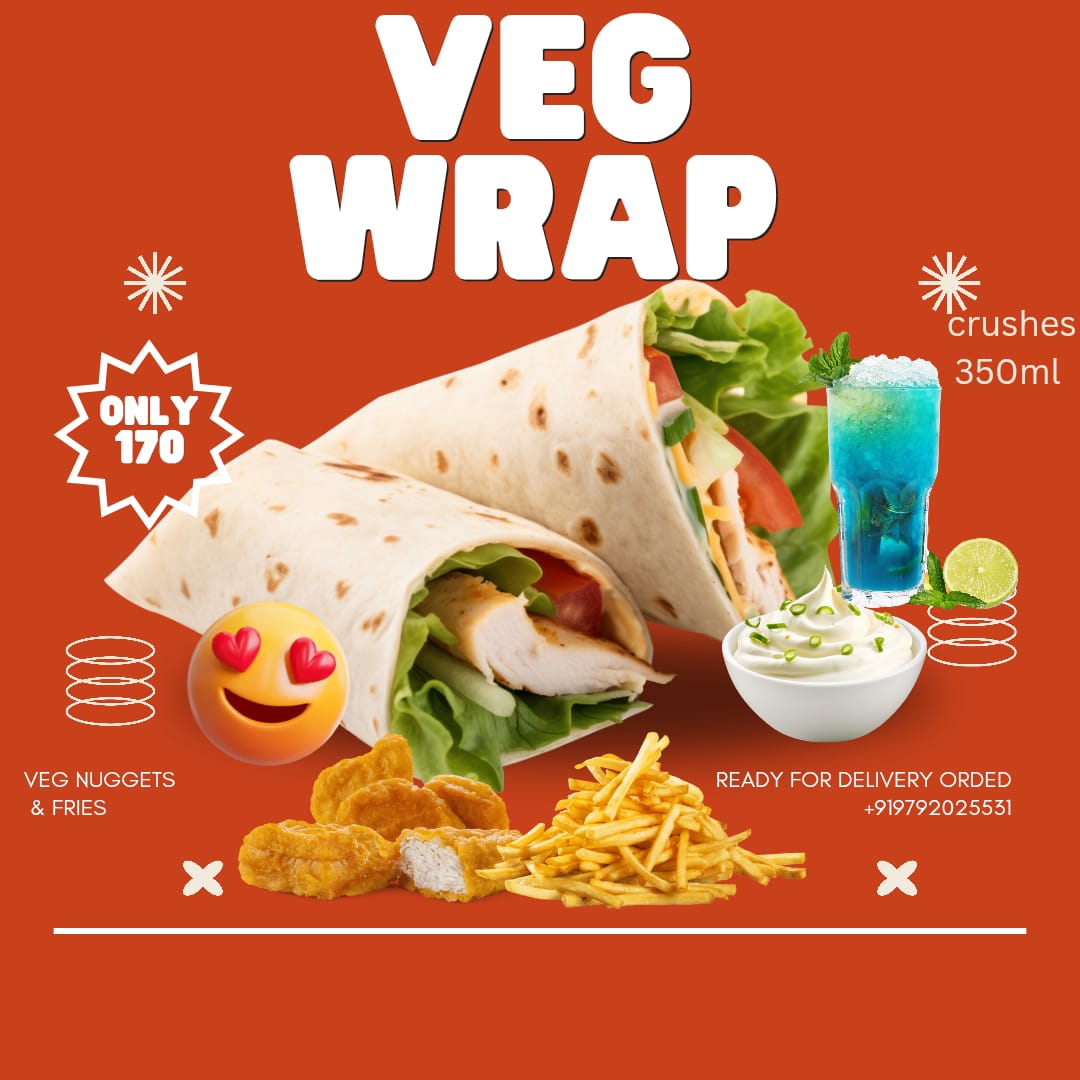 VEG
WRAP
crushes
350ml
ONLY
170
VEG NUGGETS
& FRIES
READY FOR DELIVERY ORDED
+919792025531